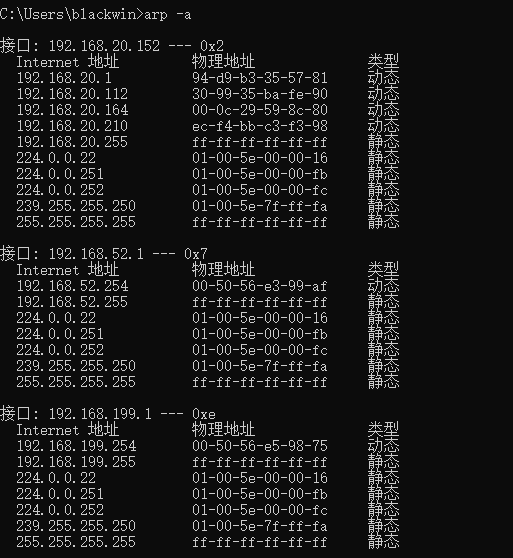 C:\Users\blackwin>arp -a
接口: 192.168.20.152 --- 0x2
Internet 地址 物理地址 类型
192.168.20.1 94-d9-b3-35-57-81 动态
192.168.20.112 30-99-35-ba-fe-90 动态
192.168.20.164 00-0c-29-59-8c-80 动态
192.168.20.210 ec-f4-bb-c3-f3-98 动态
192.168.20.255 ff-ff-ff-ff-ff-ff 静态
224.0.0.22 01-00-5e-00-00-16 静态
224.0.0.251 01-00-5e-00-00-fb 静态
224.0.0.252 01-00-5e-00-00-fc 静态
239.255.255.250 01-00-5e-7f-ff-fa 静态
255.255.255.255 ff-ff-ff-ff-ff-ff 静态
接口: 192.168.52.1 --- 0x7
Internet 地址 物理地址 类型
192.168.52.254 00-50-56-e3-99-af 动态
192.168.52.255 ff-ff-ff-ff-ff-ff 静态
224.0.0.22 01-00-5e-00-00-16 静态
224.0.0.251 01-00-5e-00-00-fb 静态
224.0.0.252 01-00-5e-00-00-fc 静态
239.255.255.250 01-00-5e-7f-ff-fa 静态
255.255.255.255 ff-ff-ff-ff-ff-ff 静态
接口: 192.168.199.1 --- 0xe
Internet 地址 物理地址 类型
192.168.199.254 00-50-56-e5-98-75 动态
192.168.199.255 ff-ff-ff-ff-ff-ff 静态
224.0.0.22 01-00-5e-00-00-16 静态
224.0.0.251 01-00-5e-00-00-fb 静态
224.0.0.252 01-00-5e-00-00-fc 静态
239.255.255.250 01-00-5e-7f-ff-fa 静态
255.255.255.255 ff-ff-ff-ff-ff-ff 静态